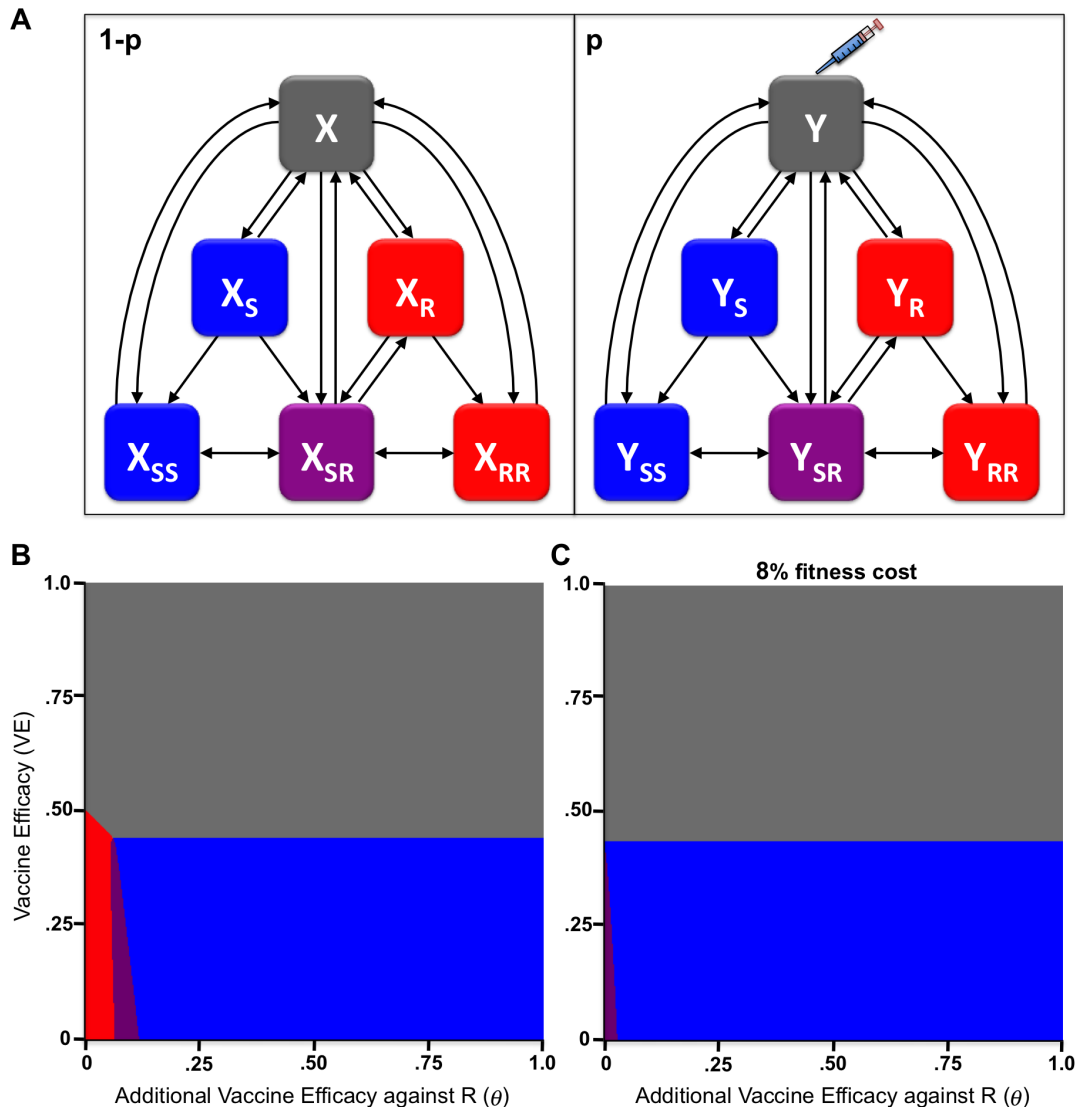 A
1-p
p
X
Y
XS
XR
YS
YR
XSS
XSR
XRR
YSS
YSR
YRR
B
C
8% fitness cost
Vaccine Efficacy (VE)
1.0
.75
.50
.25
0
0
.25
.50
.75
1.0
Additional Vaccine Efficacy against R (θ)
1.0
.75
.50
.25
0
0
.25
.50
.75
1.0
Additional Vaccine Efficacy against R (θ)